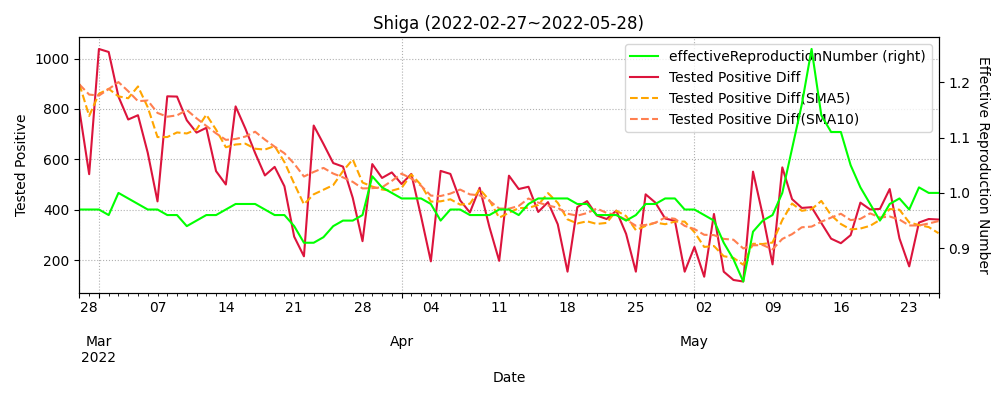 Shiga (2022-02-27~2022-05-28)
effectiveReproductionNumber (right)
Tested Positive Diff
Tested Positive Diff(SMA5)
Tested Positive Diff(SMA10)
Tested Positive
1000
800
600
400
200
Effective Reproduction Number
1.2
1.1
1.0
0.9
28 07 14 21 28 04 11 18 25 02 09 16 23
Mar Apr May
2022
Date